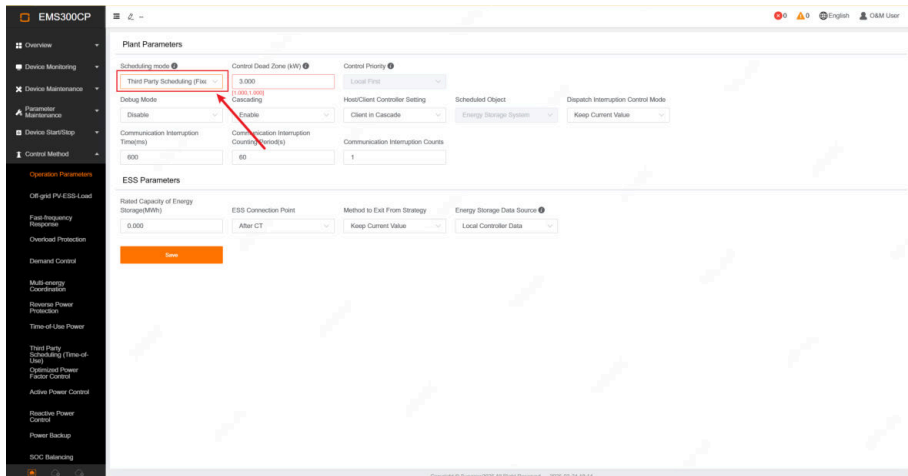 EMS300CP
0
0
English
O&M User
Overview
Device Monitoring
Device Maintenance
Parameter
Maintenance
Device Start/Stop
Control Method
Operation Parameters
Off-grid PV-ESS-Load
Fast-frequency
Response
Overload Protection
Demand Control
Multi-energy
Coordination
Reverse Power
Protection
Time-of-Use Power
Third Party
Scheduling (Time-of-
Use)
Optimized Power
Factor Control
Active Power Control
Reactive Power
Control
Power Backup
SOC Balancing
Plant Parameters
Scheduling mode
Control Dead Zone (kW)
Control Priority
Third Party Scheduling (Fixe
3.000
Local First
Debug Mode
Cascading
Host/Client Controller Setting
Scheduled Object
Dispatch Interruption Control Mode
Disable
Enable
Client in Cascade
Energy Storage System
Keep Current Value
Communication Interruption
Time(ms)
Communication Interruption
Counting Period(s)
Communication Interruption Counts
600
60
1
ESS Parameters
Rated Capacity of Energy
Storage(MWh)
ESS Connection Point
Method to Exit From Strategy
Energy Storage Data Source
0.000
After CT
Keep Current Value
Local Controller Data
Save